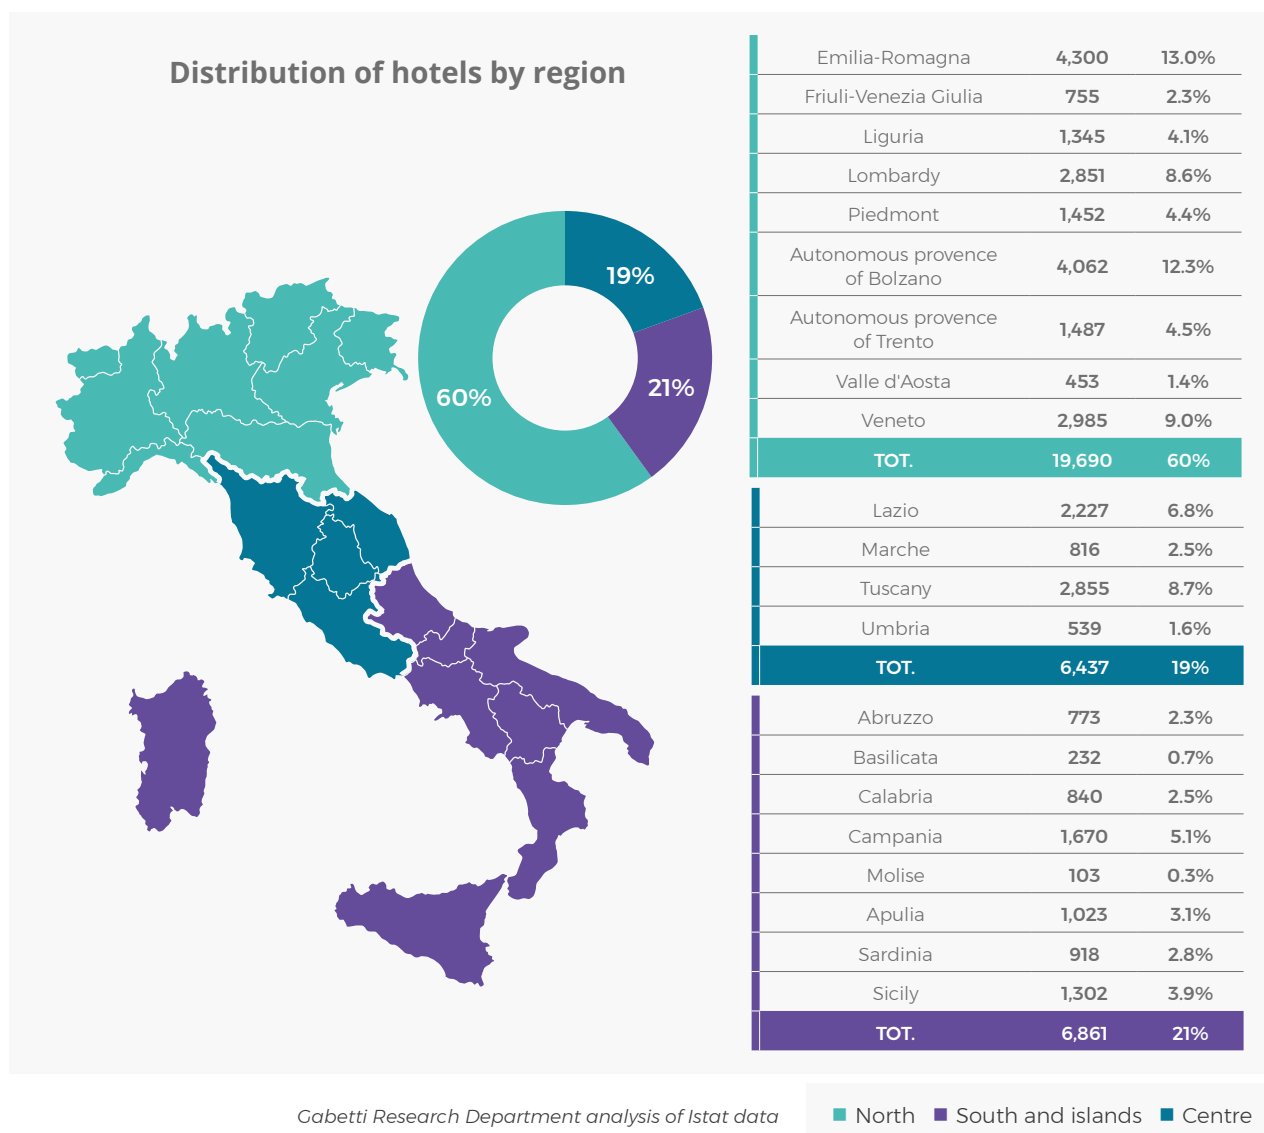 Distribution of hotels by region
19%
21%
60%
Emilia-Romagna 4,300 13.0%
Friuli-Venezia Giulia 755 2.3%
Liguria 1,345 4.1%
Lombardy 2,851 8.6%
Piedmont 1,452 4.4%
Autonomous provence
of Bolzano 4,062 12.3%
Autonomous provence
of Trento 1,487 4.5%
Valle d'Aosta 453 1.4%
Veneto 2,985 9.0%
TOT. 19,690 60%
Lazio 2,227 6.8%
Marche 816 2.5%
Tuscany 2,855 8.7%
Umbria 539 1.6%
TOT. 6,437 19%
Abruzzo 773 2.3%
Basilicata 232 0.7%
Calabria 840 2.5%
Campania 1,670 5.1%
Molise 103 0.3%
Apulia 1,023 3.1%
Sardinia 918 2.8%
Sicily 1,302 3.9%
TOT. 6,861 21%
Gabetti Research Department analysis of Istat data
North South and islands Centre